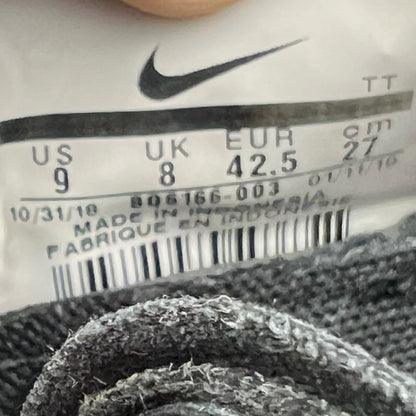 TT
US UK EUR cm
9 8 42.5 27
10/31/18 806166-003 01/11/16
MADE IN INDONESIA
FABRIQUE EN INDONESIE